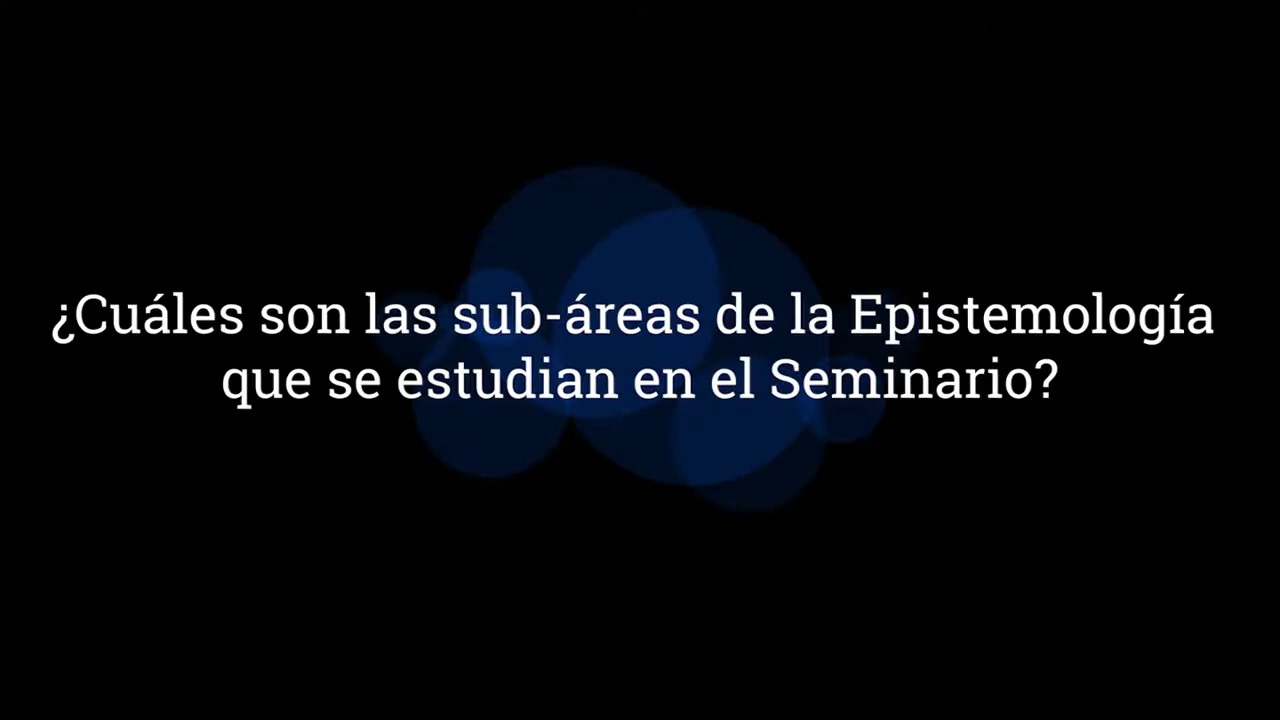 ¿Cuáles son las sub-áreas de la Epistemología
que se estudian en el Seminario?